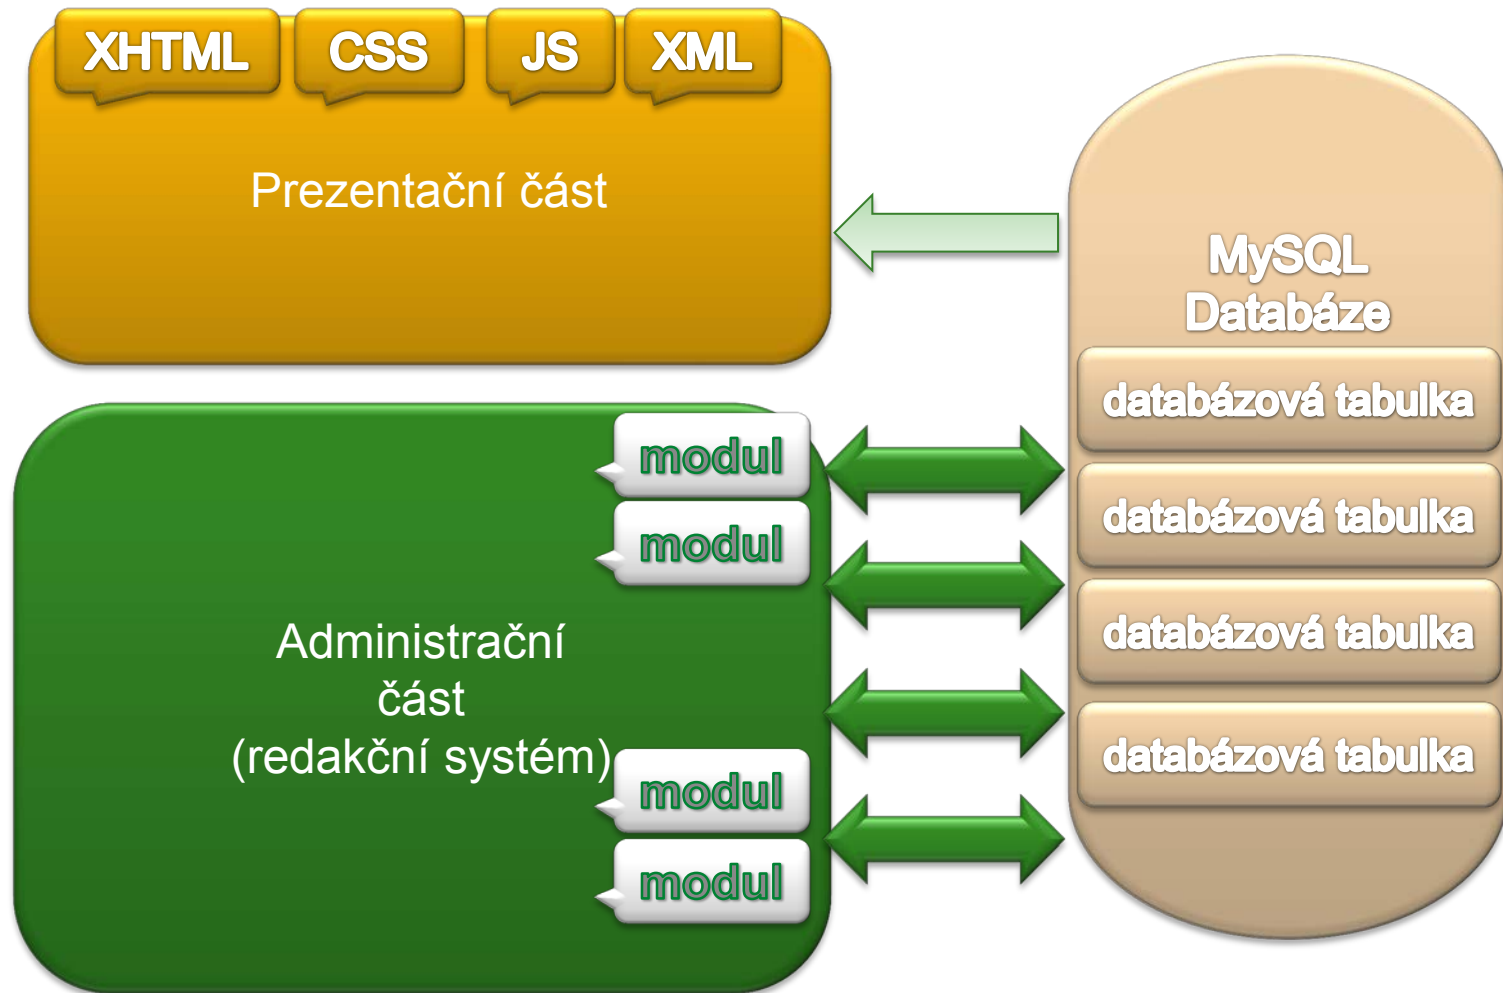 XHTML
CSS
JS
XML
Prezentační část
MySQL
Databáze
databázová tabulka
databázová tabulka
databázová tabulka
databázová tabulka
modul
modul
Administrační
část
(redakční systém)
modul
modul